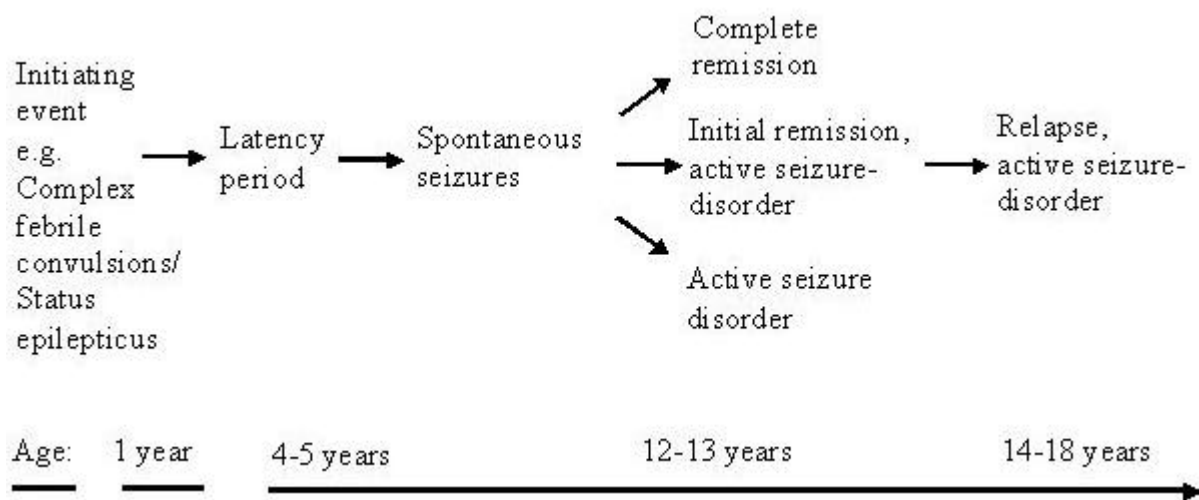 Initiating
event
e.g.
Complex
febrile
convulsions/
Status
epilepticus
Latency
period
Spontaneous
seizures
Complete
remission
Initial remission,
active seizure-
disorder
Active seizure
disorder
Relapse,
active seizure-
disorder
Age: 1 year 4-5 years 12-13 years 14-18 years